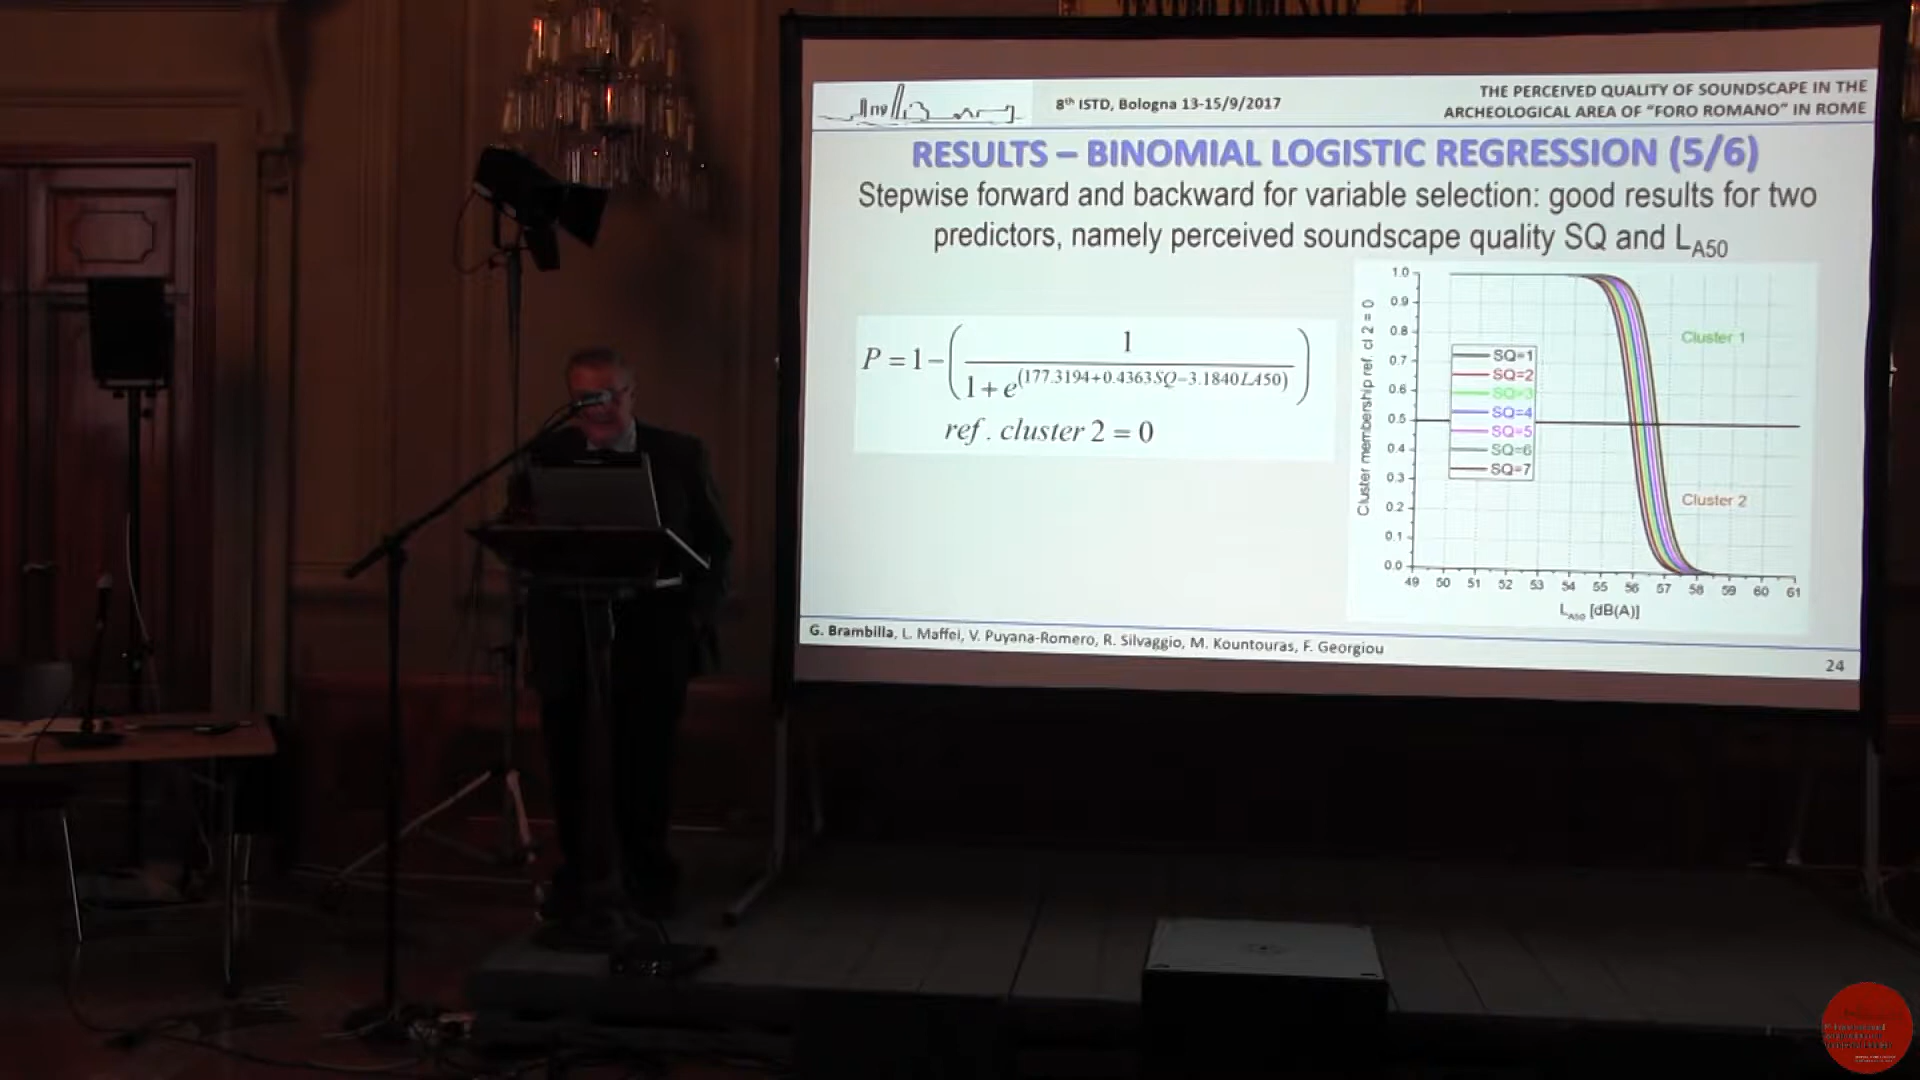 8th ISTD, Bologna 13-15/9/2017
THE PERCEIVED QUALITY OF SOUNDSCAPE IN THE
ARCHEOLOGICAL AREA OF "FORO ROMANO" IN ROME
RESULTS – BINOMIAL LOGISTIC REGRESSION (5/6)
Stepwise forward and backward for variable selection: good results for two
predictors, namely perceived soundscape quality SQ and LA50
P = 1 - ( 1 / 1 + e^(177.3194+0.4363SQ-3.1840LA50) )
ref. cluster 2 = 0
Cluster membership ref. cl 2 = 0
1.0
0.9
0.8
0.7
0.6
0.5
0.4
0.3
0.2
0.1
0.0
SQ=1
SQ=2
SQ=3
SQ=4
SQ=5
SQ=6
SQ=7
Cluster 1
Cluster 2
49 50 51 52 53 54 55 56 57 58 59 60 61
LA50 [dB(A)]
G. Brambilla, L. Maffei, V. Puyana-Romero, R. Silvaggio, M. Kountouras, F. Georgiou
24